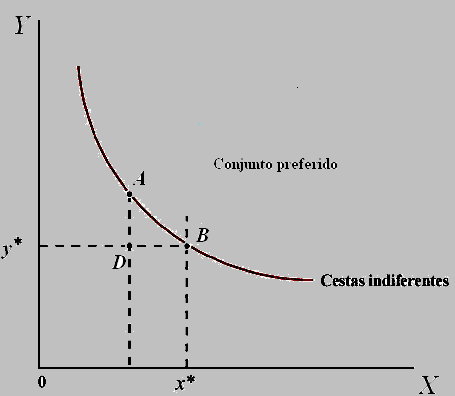 Y
A
Conjunto preferido
y*
B
D
Cestas indiferentes
0
x*
X